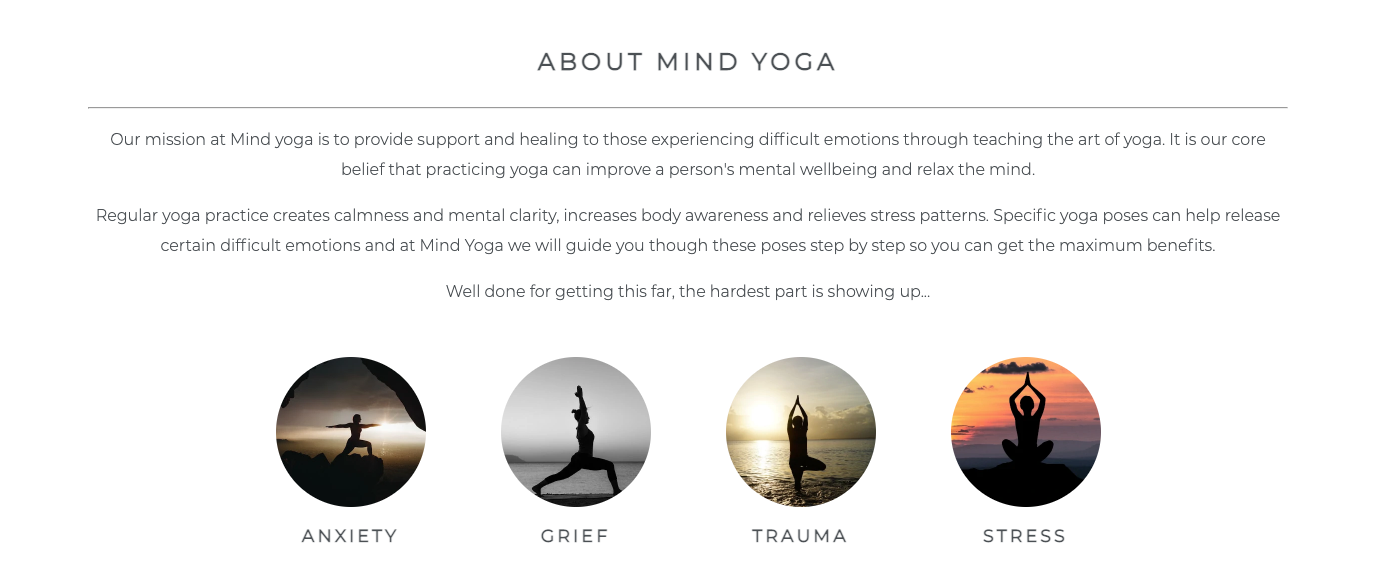 ABOUT MIND YOGA
Our mission at Mind yoga is to provide support and healing to those experiencing difficult emotions through teaching the art of yoga. It is our core
belief that practicing yoga can improve a person's mental wellbeing and relax the mind.
Regular yoga practice creates calmness and mental clarity, increases body awareness and relieves stress patterns. Specific yoga poses can help release
certain difficult emotions and at Mind Yoga we will guide you though these poses step by step so you can get the maximum benefits.
Well done for getting this far, the hardest part is showing up...
ANXIETY
GRIEF
TRAUMA
STRESS